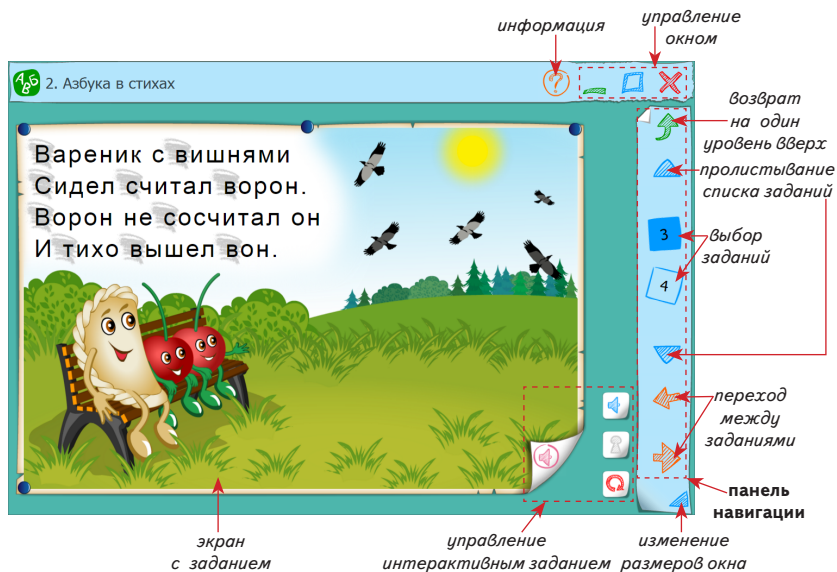 информация
управление
окном
АБВ
2. Азбука в стихах
?
возврат
на один
уровень вверх
Вареник с вишнями
Сидел считал ворон.
Ворон не сосчитал он
И тихо вышел вон.
пролистывание
списка заданий
3
выбор
заданий
4
переход
между
заданиями
панель
навигации
экран
с заданием
управление
интерактивным заданием
изменение
размеров окна